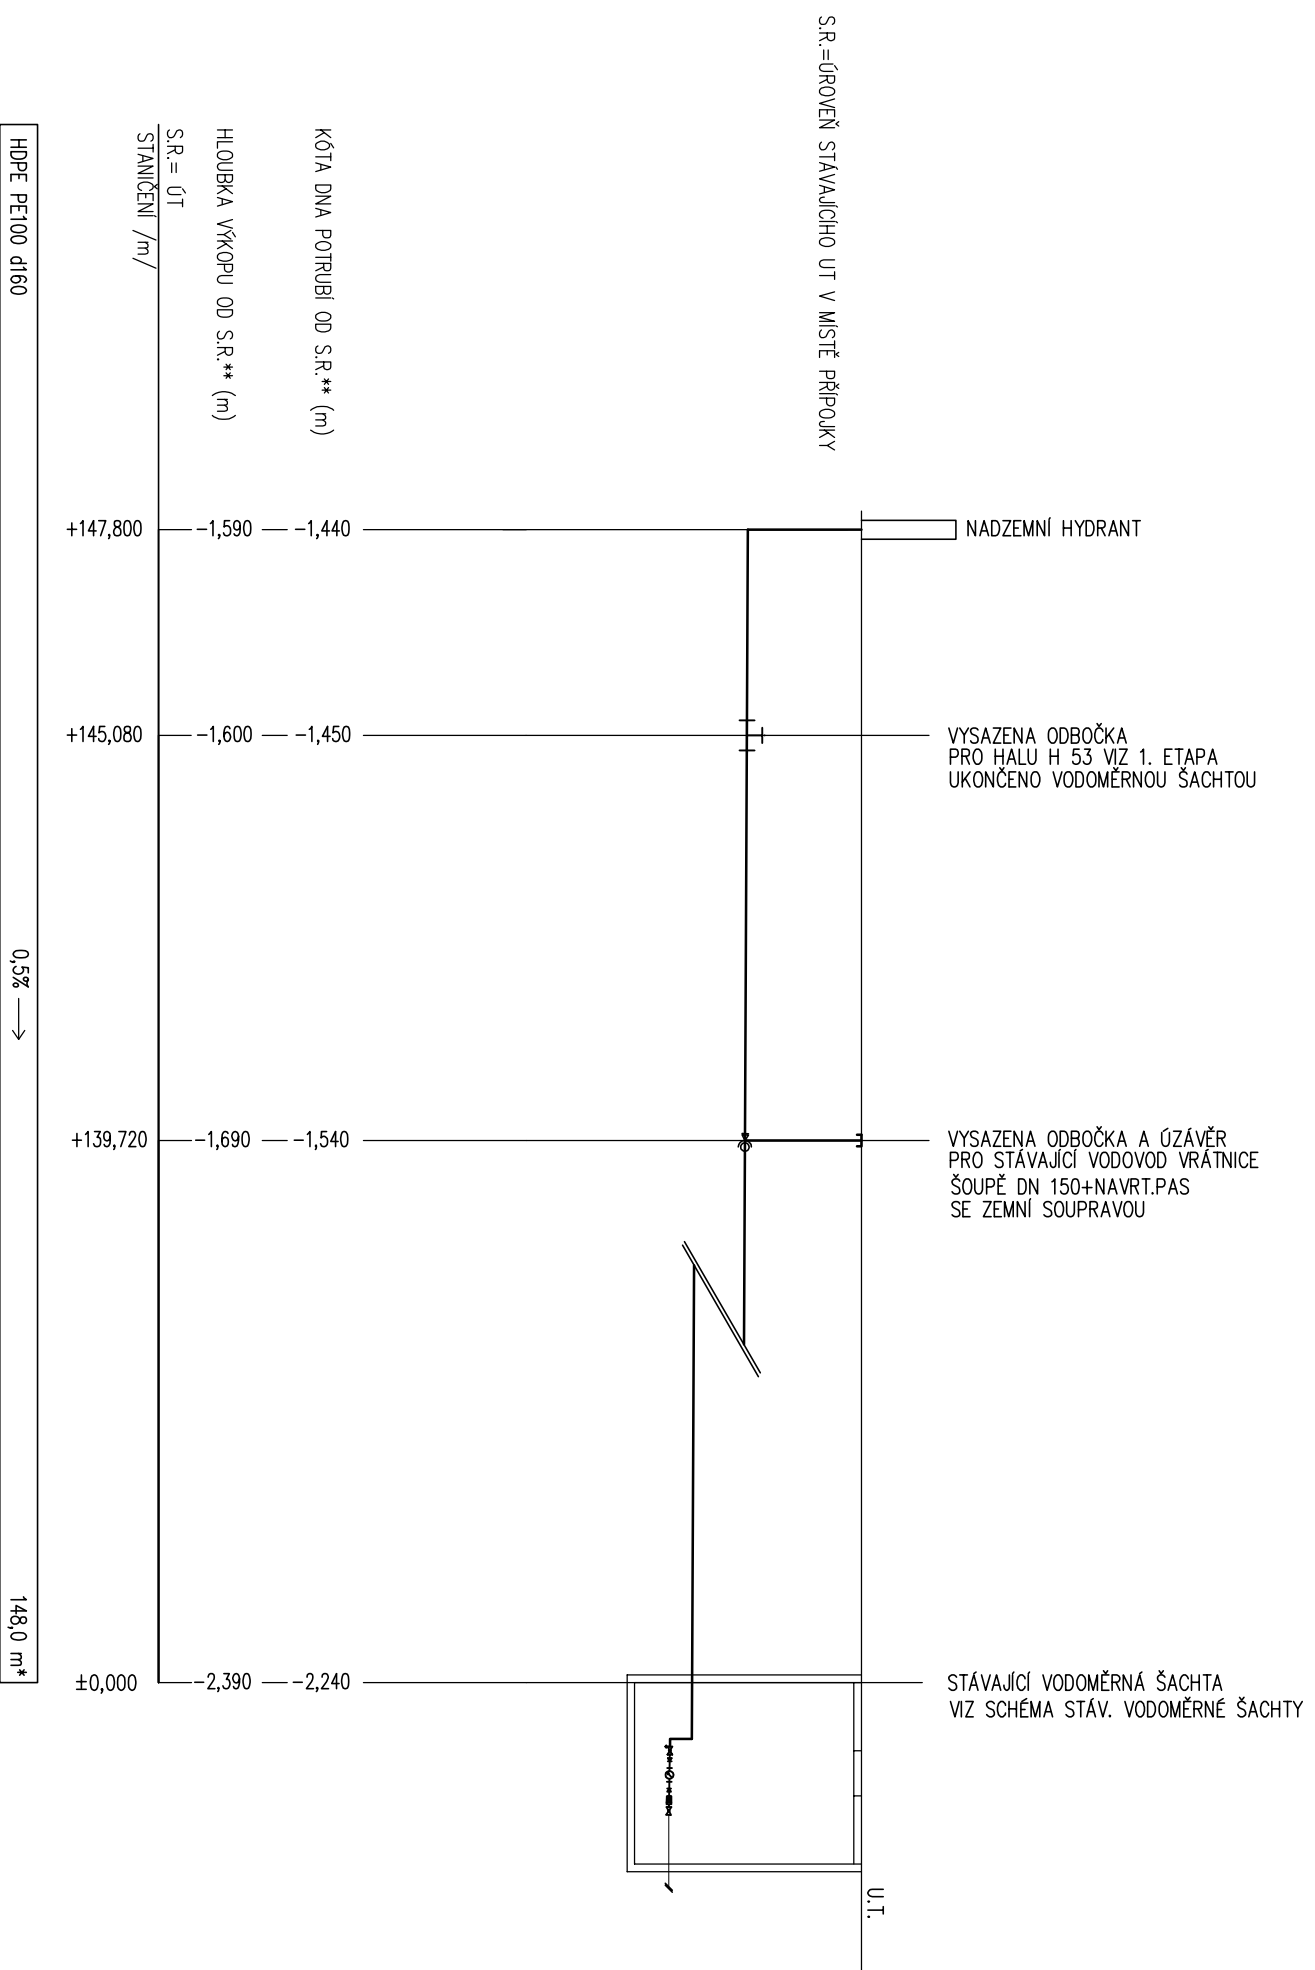 S.R.=ÚROVEŇ STÁVAJÍCÍHO UT V MÍSTĚ PŘÍPOJKY
KÓTA DNA POTRUBÍ OD S.R.** (m)
HLOUBKA VÝKOPU OD S.R.** (m)
S.R.= ÚT
STANIČENÍ /m/
HDPE PE100 d160
0,5%
148,0 m*
+147,800
-1,590
-1,440
NADZEMNÍ HYDRANT
+145,080
-1,600
-1,450
VYSAZENA ODBOČKA
PRO HALU H 53 VIZ 1. ETAPA
UKONČENO VODOMĚRNOU ŠACHTOU
+139,720
-1,690
-1,540
VYSAZENA ODBOČKA A ÚZÁVĚR
PRO STÁVAJÍCÍ VODOVOD VRÁTNICE
ŠOUPĚ DN 150+NAVRT.PAS
SE ZEMNÍ SOUPRAVOU
±0,000
-2,390
-2,240
STÁVAJÍCÍ VODOMĚRNÁ ŠACHTA
VIZ SCHÉMA STÁV. VODOMĚRNÉ ŠACHTY
U.T.